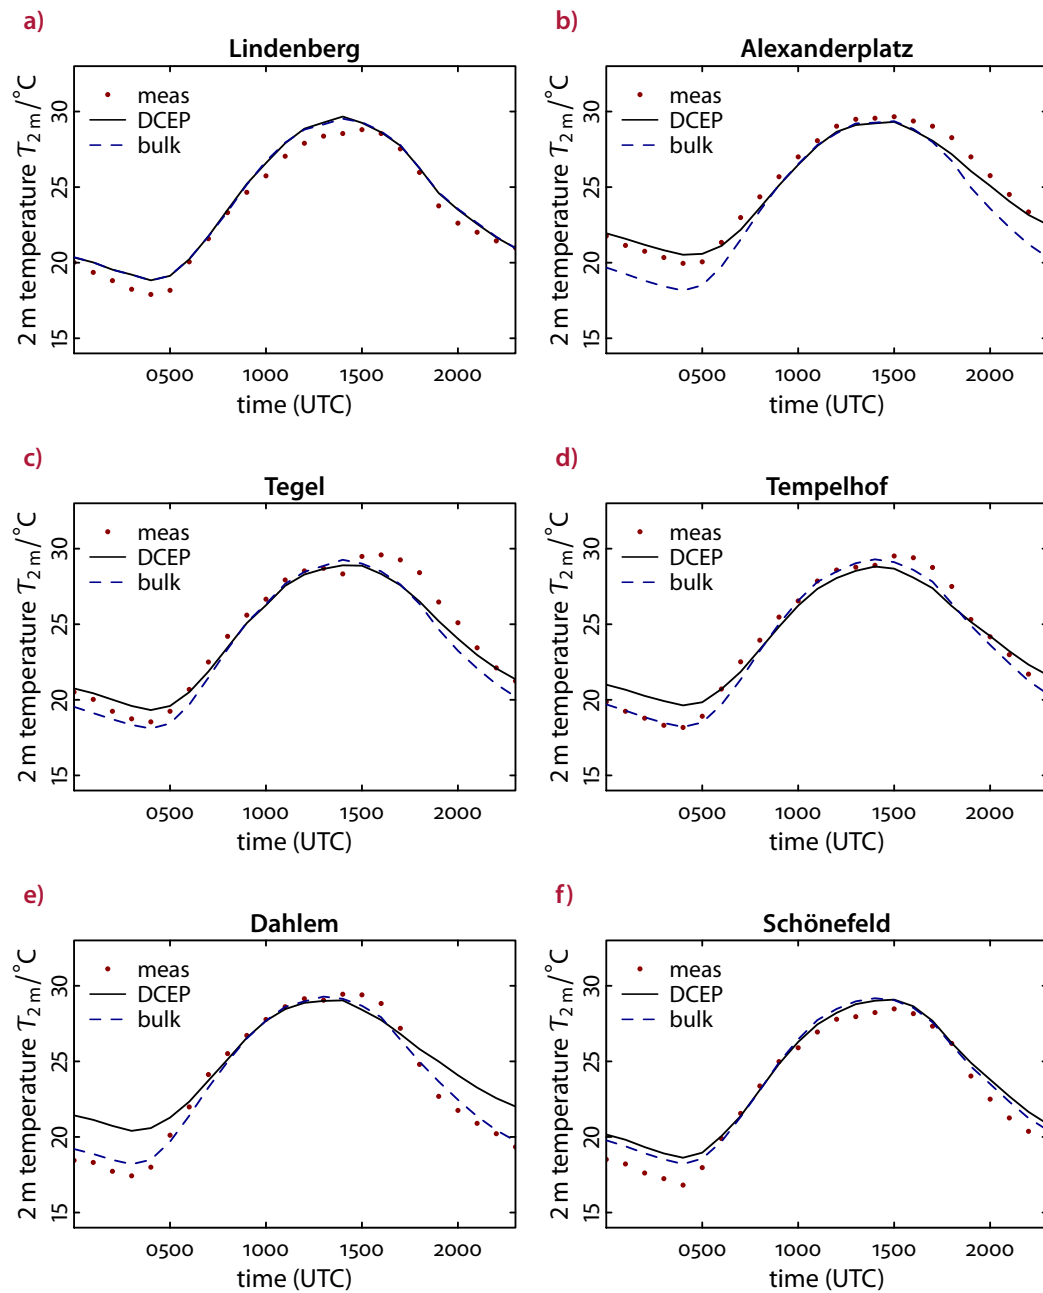 a)
Lindenberg
2 m temperature T2 m/°C
30
25
20
15
meas
DCEP
bulk
0500 1000 1500 2000
time (UTC)
b)
Alexanderplatz
2 m temperature T2 m/°C
30
25
20
15
meas
DCEP
bulk
0500 1000 1500 2000
time (UTC)
c)
Tegel
2 m temperature T2 m/°C
30
25
20
15
meas
DCEP
bulk
0500 1000 1500 2000
time (UTC)
d)
Tempelhof
2 m temperature T2 m/°C
30
25
20
15
meas
DCEP
bulk
0500 1000 1500 2000
time (UTC)
e)
Dahlem
2 m temperature T2 m/°C
30
25
20
15
meas
DCEP
bulk
0500 1000 1500 2000
time (UTC)
f)
Schönefeld
2 m temperature T2 m/°C
30
25
20
15
meas
DCEP
bulk
0500 1000 1500 2000
time (UTC)